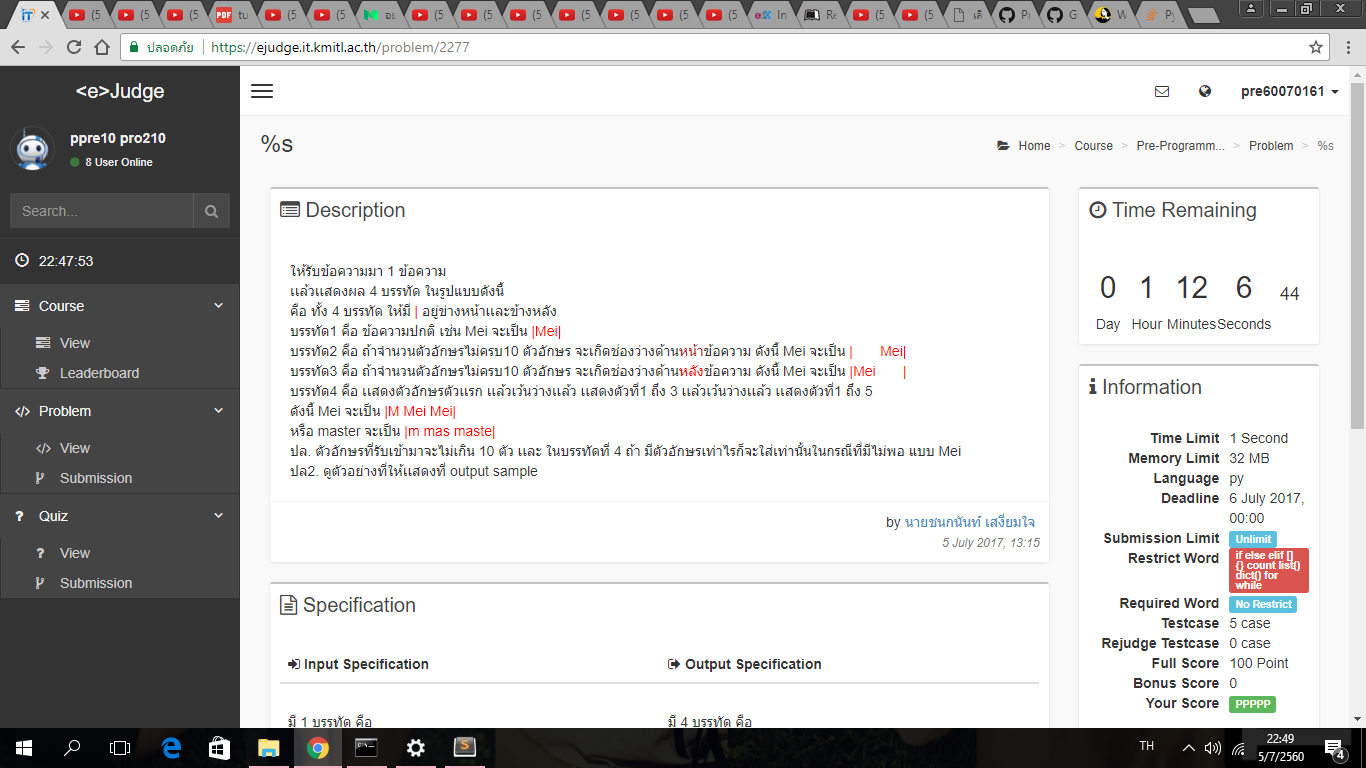 (5
(5
(5
PDF tu
(5
(5
(5
(5
(5
(5
(5
(5
(5
Re
(5
(5
ปลอดภัย https://ejudge.it.kmitl.ac.th/problem/2277
<e>Judge
pre60070161
ppre10 pro210
8 User Online
%s
Home > Course > Pre-Programm... > Problem > %s
Search...
22:47:53
Course
View
Leaderboard
Problem
View
Submission
Quiz
View
Submission
Description
ให้รับข้อความมา 1 ข้อความ
แล้วแสดงผล 4 บรรทัด ในรูปแบบดังนี้
คือ ทั้ง 4 บรรทัด ให้มี | อยู่ข่างหน้าและข้างหลัง
บรรทัด1 คือ ข้อความปกติ เช่น Mei จะเป็น |Mei|
บรรทัด2 คือ ถ้าจำนวนตัวอักษรไม่ครบ10 ตัวอักษร จะเกิดช่องว่างด้านหน้าข้อความ ดังนี้ Mei จะเป็น |       Mei|
บรรทัด3 คือ ถ้าจำนวนตัวอักษรไม่ครบ10 ตัวอักษร จะเกิดช่องว่างด้านหลังข้อความ ดังนี้ Mei จะเป็น |Mei       |
บรรทัด4 คือ แสดงตัวอักษรตัวแรก แล้วเว้นว่างแล้ว แสดงตัวที่1 ถึง 3 แล้วเว้นว่างแล้ว แสดงตัวที่1 ถึง 5
ดังนี้ Mei จะเป็น |M Mei Mei|
หรือ master จะเป็น |m mas maste|
ปล. ตัวอักษรที่รับเข้ามาจะไม่เกิน 10 ตัว และ ในบรรทัดที่ 4 ถ้า มีตัวอักษรเท่าไรก็จะใส่เท่านั้นในกรณีที่มีไม่พอ แบบ Mei
ปล2. ดูตัวอย่างที่ให้แสดงที่ output sample
by นายชนกนันท์ เสงี่ยมใจ
5 July 2017, 13:15
Specification
Input Specification
Output Specification
มี 1 บรรทัด คือ
มี 4 บรรทัด คือ
Time Remaining
0 1 12 6 44
Day Hour Minutes Seconds
Information
Time Limit 1 Second
Memory Limit 32 MB
Language py
Deadline 6 July 2017,
00:00
Submission Limit Unlimit
Restrict Word if else elif []
{} count list()
dict() for
while
Required Word No Restrict
Testcase 5 case
Rejudge Testcase 0 case
Full Score 100 Point
Bonus Score 0
Your Score PPPPP
TH
22:49
5/7/2560
4